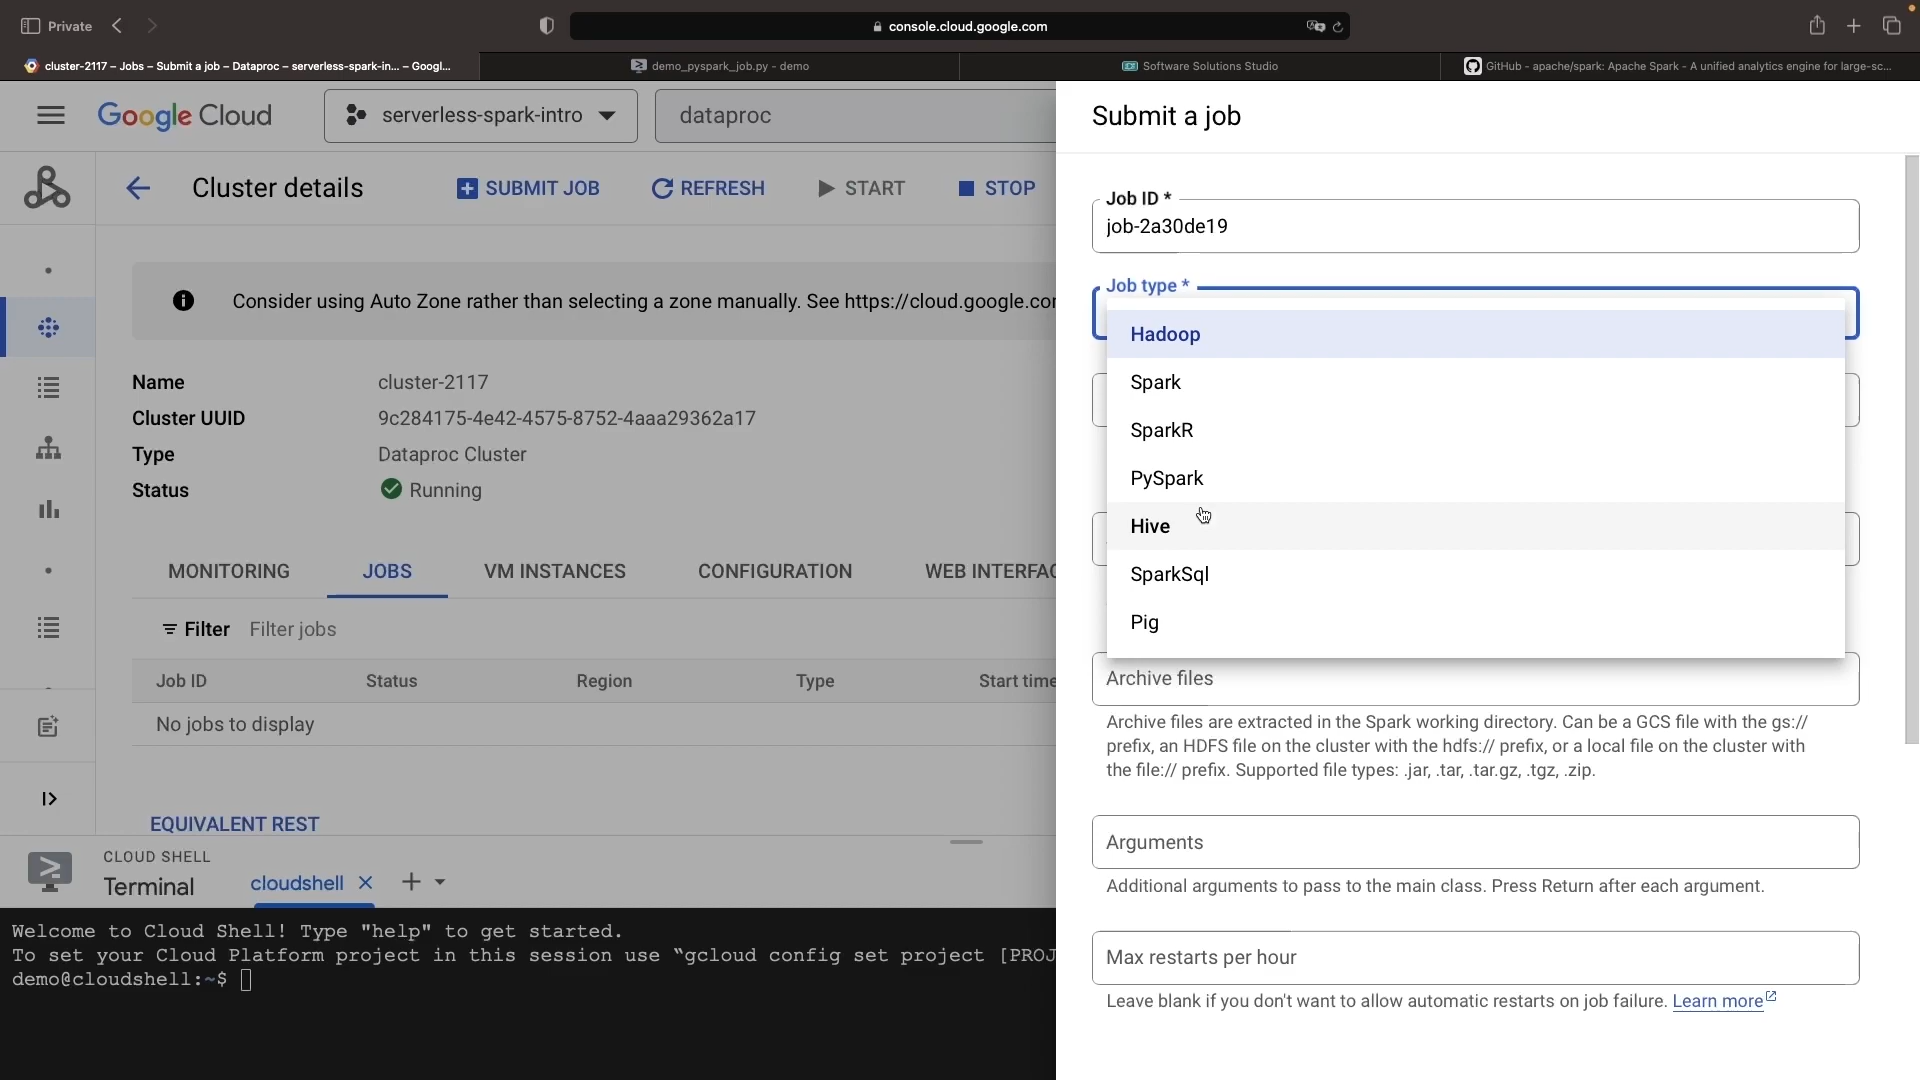 Private
console.cloud.google.com
cluster-2117 – Jobs – Submit a job – Dataproc – serverless-spark-in... – Googl...
demo_pyspark_job.py - demo
Software Solutions Studio
GitHub - apache/spark: Apache Spark - A unified analytics engine for large-sc...
Google Cloud
serverless-spark-intro
dataproc
Submit a job
Cluster details
SUBMIT JOB
REFRESH
START
STOP
Job ID *
job-2a30de19
Job type *
Consider using Auto Zone rather than selecting a zone manually. See https://cloud.google.com
Hadoop
Spark
SparkR
PySpark
Hive
SparkSql
Pig
Name cluster-2117
Cluster UUID 9c284175-4e42-4575-8752-4aaa29362a17
Type Dataproc Cluster
Status Running
MONITORING
JOBS
VM INSTANCES
CONFIGURATION
WEB INTERFAC
Filter Filter jobs
Job ID Status Region Type Start time
No jobs to display
EQUIVALENT REST
Archive files
Archive files are extracted in the Spark working directory. Can be a GCS file with the gs://
prefix, an HDFS file on the cluster with the hdfs:// prefix, or a local file on the cluster with
the file:// prefix. Supported file types: .jar, .tar, .tar.gz, .tgz, .zip.
Arguments
Additional arguments to pass to the main class. Press Return after each argument.
Max restarts per hour
Leave blank if you don't want to allow automatic restarts on job failure. Learn more
CLOUD SHELL
Terminal
cloudshell
Welcome to Cloud Shell! Type "help" to get started.
To set your Cloud Platform project in this session use “gcloud config set project [PROJ
demo@cloudshell:~$